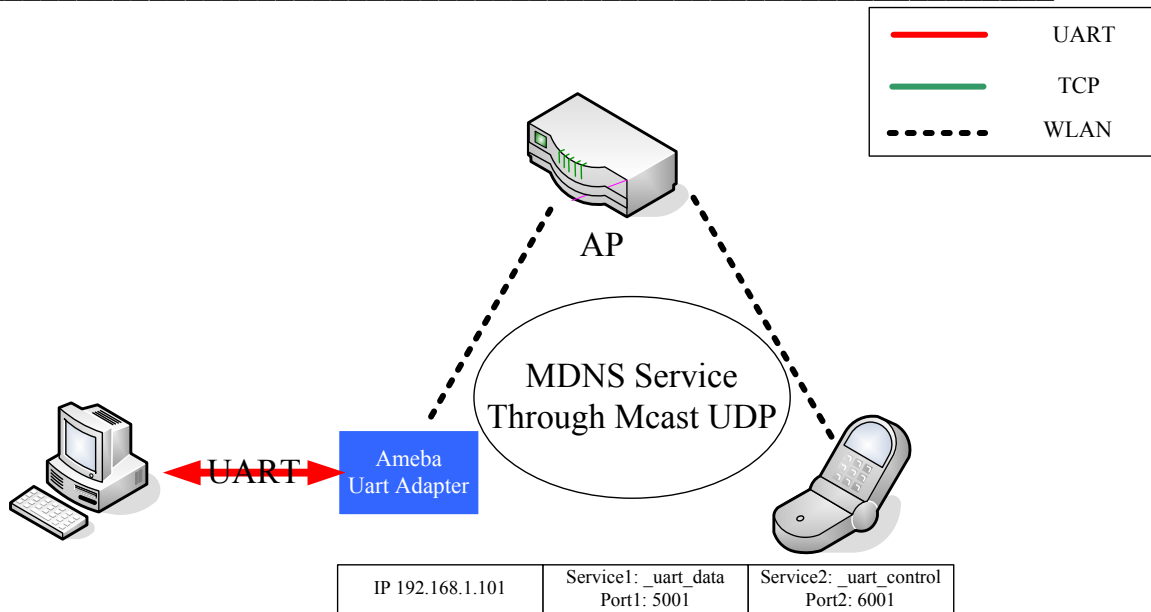 UART
TCP
WLAN
AP
MDNS Service
Through Mcast UDP
UART
Ameba
Uart Adapter
IP 192.168.1.101
Service1: _uart_data
Port1: 5001
Service2: _uart_control
Port2: 6001